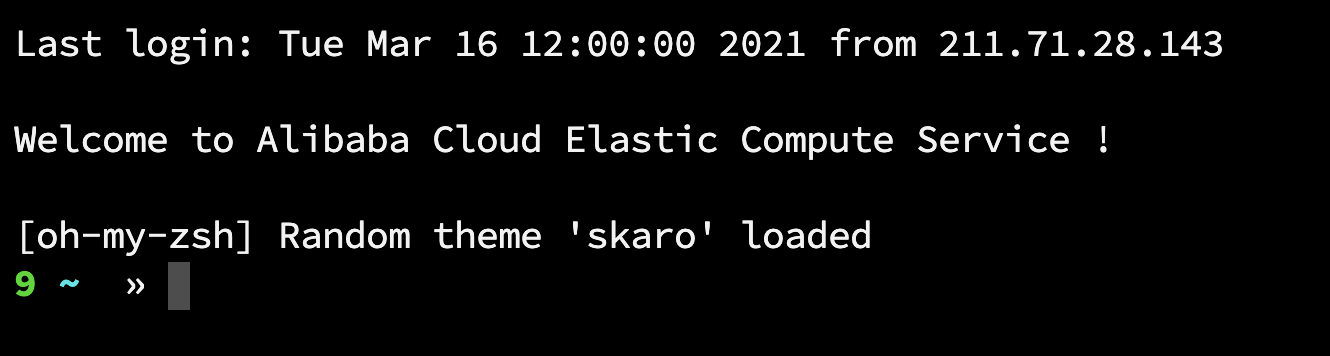 Last login: Tue Mar 16 12:00:00 2021 from 211.71.28.143
Welcome to Alibaba Cloud Elastic Compute Service !
[oh-my-zsh] Random theme 'skaro' loaded
9 ~  »